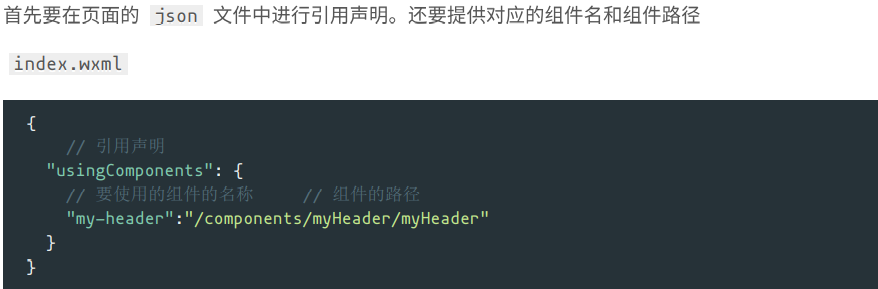 首先要在页面的 json 文件中进行引用声明。还要提供对应的组件名和组件路径
index.wxml
{
// 引用声明
"usingComponents": {
// 要使用的组件的名称 // 组件的路径
"my-header":"/components/myHeader/myHeader"
}
}